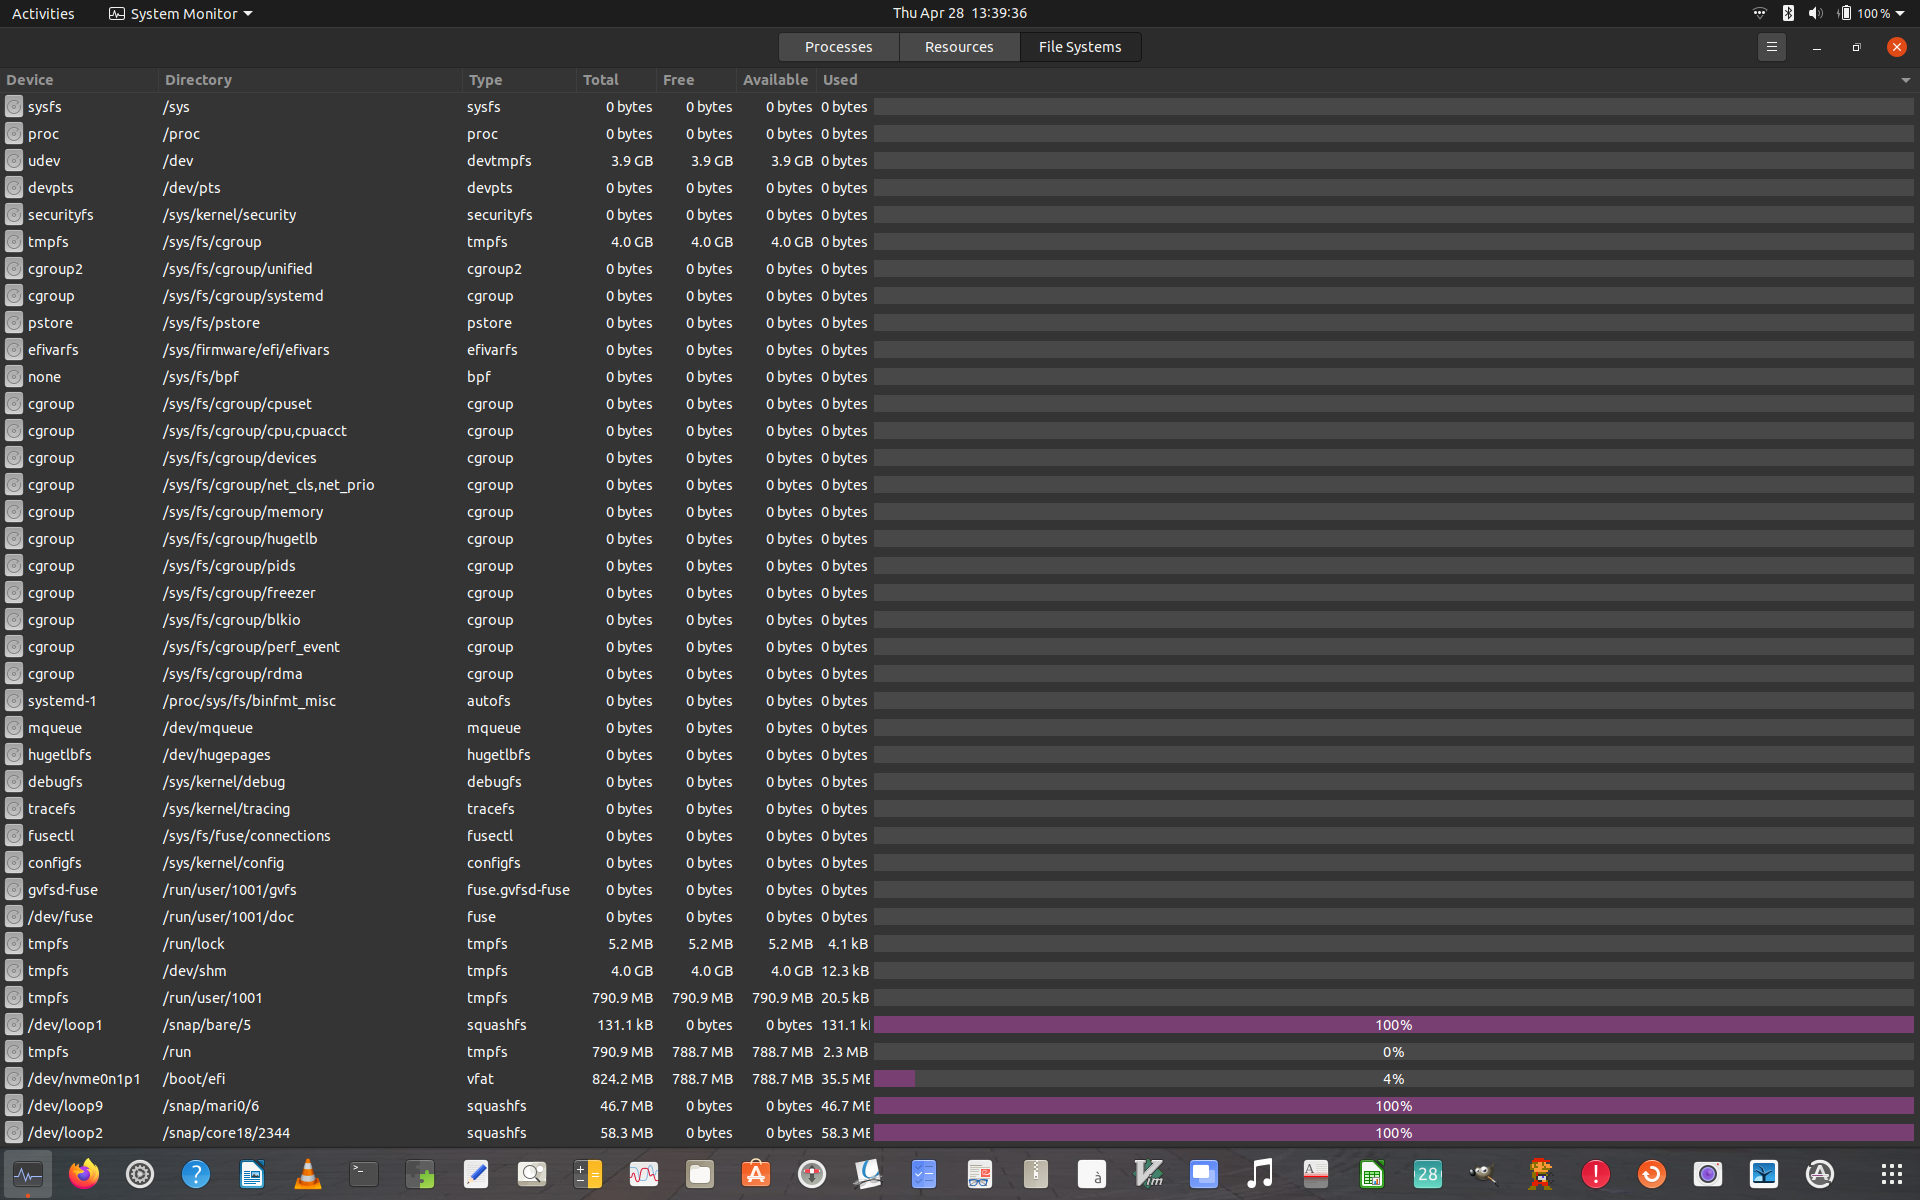 Activities System Monitor Thu Apr 28 13:39:36 100 %
Processes Resources File Systems
Device Directory Type Total Free Available Used
sysfs /sys sysfs 0 bytes 0 bytes 0 bytes 0 bytes
proc /proc proc 0 bytes 0 bytes 0 bytes 0 bytes
udev /dev devtmpfs 3.9 GB 3.9 GB 3.9 GB 0 bytes
devpts /dev/pts devpts 0 bytes 0 bytes 0 bytes 0 bytes
securityfs /sys/kernel/security securityfs 0 bytes 0 bytes 0 bytes 0 bytes
tmpfs /sys/fs/cgroup tmpfs 4.0 GB 4.0 GB 4.0 GB 0 bytes
cgroup2 /sys/fs/cgroup/unified cgroup2 0 bytes 0 bytes 0 bytes 0 bytes
cgroup /sys/fs/cgroup/systemd cgroup 0 bytes 0 bytes 0 bytes 0 bytes
pstore /sys/fs/pstore pstore 0 bytes 0 bytes 0 bytes 0 bytes
efivarfs /sys/firmware/efi/efivars efivarfs 0 bytes 0 bytes 0 bytes 0 bytes
none /sys/fs/bpf bpf 0 bytes 0 bytes 0 bytes 0 bytes
cgroup /sys/fs/cgroup/cpuset cgroup 0 bytes 0 bytes 0 bytes 0 bytes
cgroup /sys/fs/cgroup/cpu,cpuacct cgroup 0 bytes 0 bytes 0 bytes 0 bytes
cgroup /sys/fs/cgroup/devices cgroup 0 bytes 0 bytes 0 bytes 0 bytes
cgroup /sys/fs/cgroup/net_cls,net_prio cgroup 0 bytes 0 bytes 0 bytes 0 bytes
cgroup /sys/fs/cgroup/memory cgroup 0 bytes 0 bytes 0 bytes 0 bytes
cgroup /sys/fs/cgroup/hugetlb cgroup 0 bytes 0 bytes 0 bytes 0 bytes
cgroup /sys/fs/cgroup/pids cgroup 0 bytes 0 bytes 0 bytes 0 bytes
cgroup /sys/fs/cgroup/freezer cgroup 0 bytes 0 bytes 0 bytes 0 bytes
cgroup /sys/fs/cgroup/blkio cgroup 0 bytes 0 bytes 0 bytes 0 bytes
cgroup /sys/fs/cgroup/perf_event cgroup 0 bytes 0 bytes 0 bytes 0 bytes
cgroup /sys/fs/cgroup/rdma cgroup 0 bytes 0 bytes 0 bytes 0 bytes
systemd-1 /proc/sys/fs/binfmt_misc autofs 0 bytes 0 bytes 0 bytes 0 bytes
mqueue /dev/mqueue mqueue 0 bytes 0 bytes 0 bytes 0 bytes
hugetlbfs /dev/hugepages hugetlbfs 0 bytes 0 bytes 0 bytes 0 bytes
debugfs /sys/kernel/debug debugfs 0 bytes 0 bytes 0 bytes 0 bytes
tracefs /sys/kernel/tracing tracefs 0 bytes 0 bytes 0 bytes 0 bytes
fusectl /sys/fs/fuse/connections fusectl 0 bytes 0 bytes 0 bytes 0 bytes
configfs /sys/kernel/config configfs 0 bytes 0 bytes 0 bytes 0 bytes
gvfsd-fuse /run/user/1001/gvfs fuse.gvfsd-fuse 0 bytes 0 bytes 0 bytes 0 bytes
/dev/fuse /run/user/1001/doc fuse 0 bytes 0 bytes 0 bytes 0 bytes
tmpfs /run/lock tmpfs 5.2 MB 5.2 MB 5.2 MB 4.1 kB
tmpfs /dev/shm tmpfs 4.0 GB 4.0 GB 4.0 GB 12.3 kB
tmpfs /run/user/1001 tmpfs 790.9 MB 790.9 MB 790.9 MB 20.5 kB
/dev/loop1 /snap/bare/5 squashfs 131.1 kB 0 bytes 0 bytes 131.1 k 100%
tmpfs /run tmpfs 790.9 MB 788.7 MB 788.7 MB 2.3 MB 0%
/dev/nvme0n1p1 /boot/efi vfat 824.2 MB 788.7 MB 788.7 MB 35.5 MB 4%
/dev/loop9 /snap/mari0/6 squashfs 46.7 MB 0 bytes 0 bytes 46.7 MB 100%
/dev/loop2 /snap/core18/2344 squashfs 58.3 MB 0 bytes 0 bytes 58.3 MB 100%
à Vim A 28